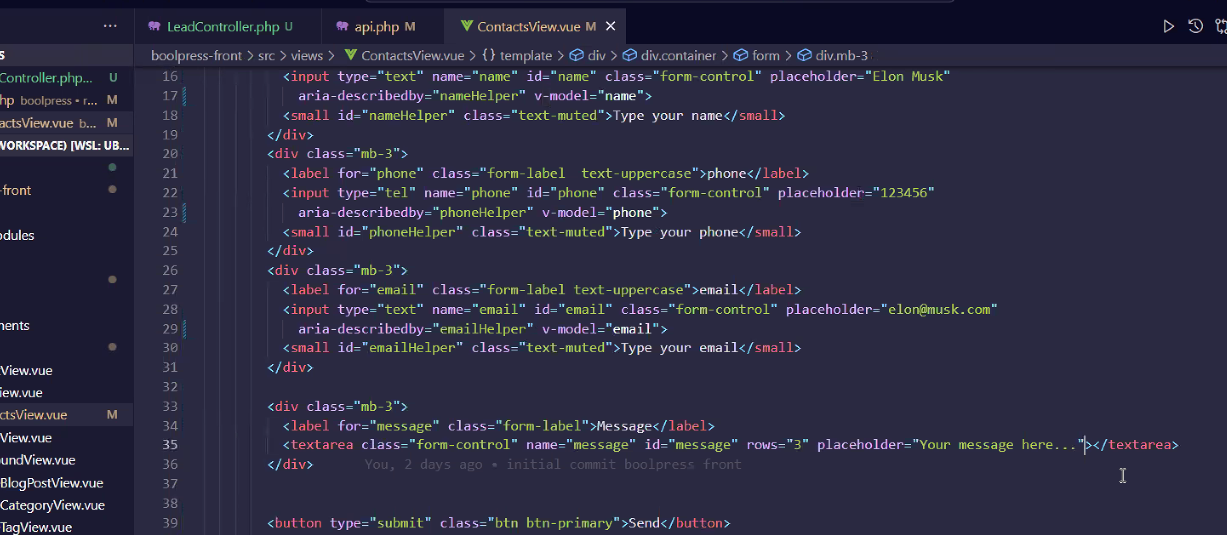 ··· LeadController.php U api.php M ContactsView.vue M
boolpress-front > src > views > ContactsView.vue > {} template > div > div.container > form > div.mb-3
S
Controller.php... U
hp boolpress • r... M
actsView.vue b... M
WORKSPACE) [WSL: UB...
-front
odules
nents
View.vue
iew.vue
ctsView.vue M
View.vue
undView.vue
BlogPostView.vue
CategoryView.vue
TagView.vue
16 <input type="text" name="name" id="name" class="form-control" placeholder="Elon Musk"
17 aria-describedby="nameHelper" v-model="name">
18 <small id="nameHelper" class="text-muted">Type your name</small>
19 </div>
20 <div class="mb-3">
21 <label for="phone" class="form-label  text-uppercase">phone</label>
22 <input type="tel" name="phone" id="phone" class="form-control" placeholder="123456"
23 aria-describedby="phoneHelper" v-model="phone">
24 <small id="phoneHelper" class="text-muted">Type your phone</small>
25 </div>
26 <div class="mb-3">
27 <label for="email" class="form-label text-uppercase">email</label>
28 <input type="text" name="email" id="email" class="form-control" placeholder="elon@musk.com"
29 aria-describedby="emailHelper" v-model="email">
30 <small id="emailHelper" class="text-muted">Type your email</small>
31 </div>
32
33 <div class="mb-3">
34 <label for="message" class="form-label">Message</label>
35 <textarea class="form-control" name="message" id="message" rows="3" placeholder="Your message here..."></textarea>
36 </div> You, 2 days ago • initial commit boolpress front
37
38
39 <button type="submit" class="btn btn-primary">Send</button>